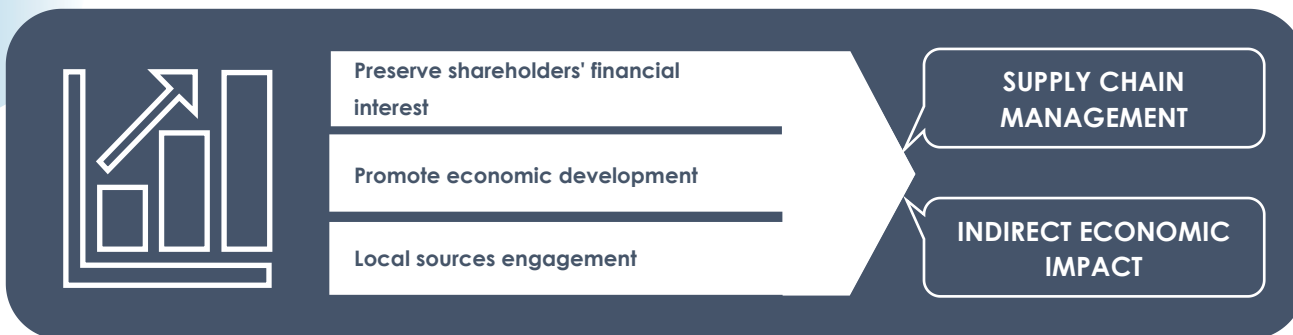 Preserve shareholders' financial
interest
Promote economic development
Local sources engagement
SUPPLY CHAIN
MANAGEMENT
INDIRECT ECONOMIC
IMPACT